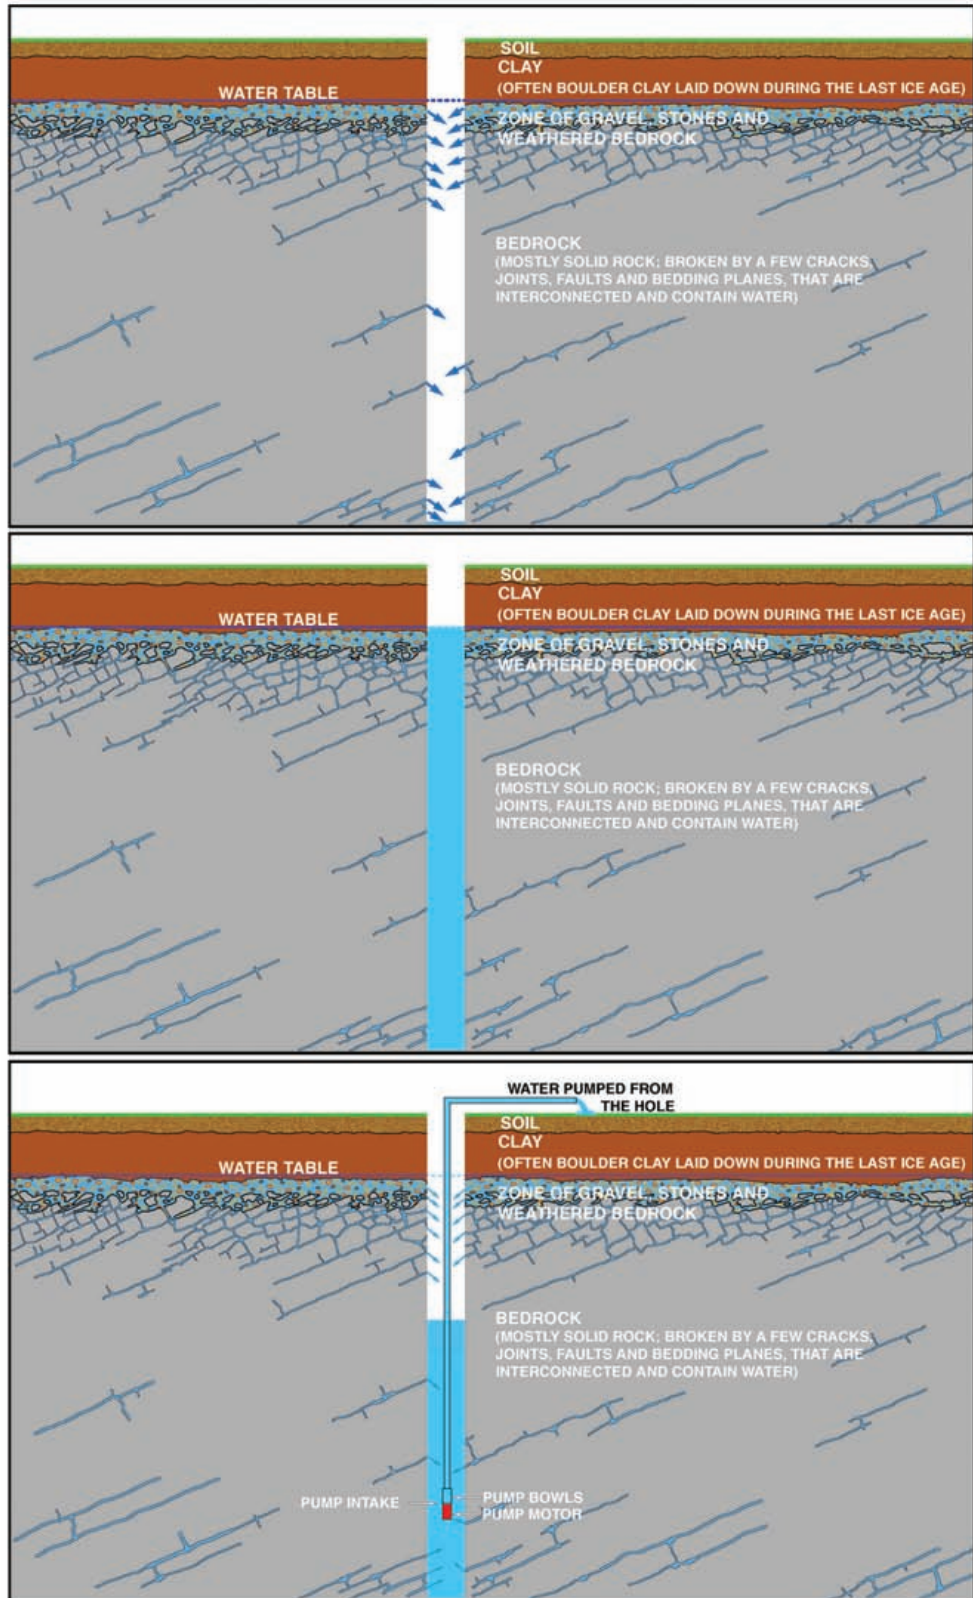 SOIL
CLAY
WATER TABLE
(OFTEN BOULDER CLAY LAID DOWN DURING THE LAST ICE AGE)
ZONE OF GRAVEL, STONES AND
WEATHERED BEDROCK
BEDROCK
(MOSTLY SOLID ROCK; BROKEN BY A FEW CRACKS,
JOINTS, FAULTS AND BEDDING PLANES, THAT ARE
INTERCONNECTED AND CONTAIN WATER)
SOIL
CLAY
WATER TABLE
(OFTEN BOULDER CLAY LAID DOWN DURING THE LAST ICE AGE)
ZONE OF GRAVEL, STONES AND
WEATHERED BEDROCK
BEDROCK
(MOSTLY SOLID ROCK; BROKEN BY A FEW CRACKS,
JOINTS, FAULTS AND BEDDING PLANES, THAT ARE
INTERCONNECTED AND CONTAIN WATER)
WATER PUMPED FROM
THE HOLE
SOIL
CLAY
WATER TABLE
(OFTEN BOULDER CLAY LAID DOWN DURING THE LAST ICE AGE)
ZONE OF GRAVEL, STONES AND
WEATHERED BEDROCK
BEDROCK
(MOSTLY SOLID ROCK; BROKEN BY A FEW CRACKS,
JOINTS, FAULTS AND BEDDING PLANES, THAT ARE
INTERCONNECTED AND CONTAIN WATER)
PUMP INTAKE
PUMP BOWLS
PUMP MOTOR